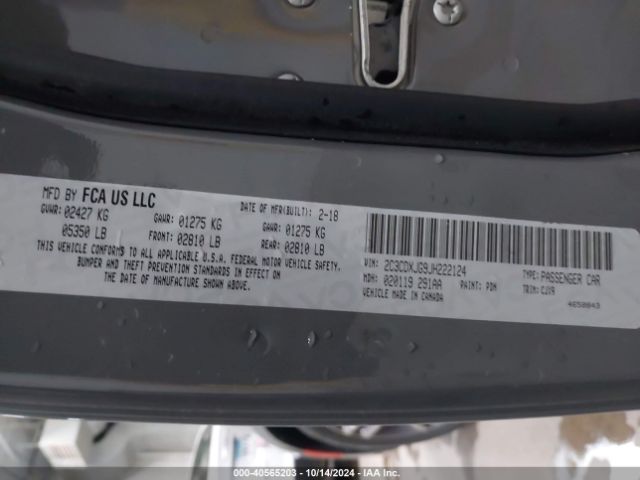 MFD BY FCA US LLC
DATE OF MFR(BUILT): 2-18
GVWR: 02427 KG
GAWR: 01275 KG
GAWR: 01275 KG
05350 LB
FRONT: 02810 LB
REAR: 02810 LB
THIS VEHICLE CONFORMS TO ALL APPLICABLE U.S.A. FEDERAL MOTOR VEHICLE SAFETY,
BUMPER AND THEFT PREVENTION STANDARDS IN EFFECT ON
THE DATE OF MANUFACTURE SHOWN ABOVE.
VIN: 2C3CDXJG9JH222124
TYPE: PASSENGER CAR
MDH: 020119 291AA
PAINT: PDN
TRIM: CJX9
VEHICLE MADE IN CANADA
4650843
000-40565203 - 10/14/2024 - IAA Inc.